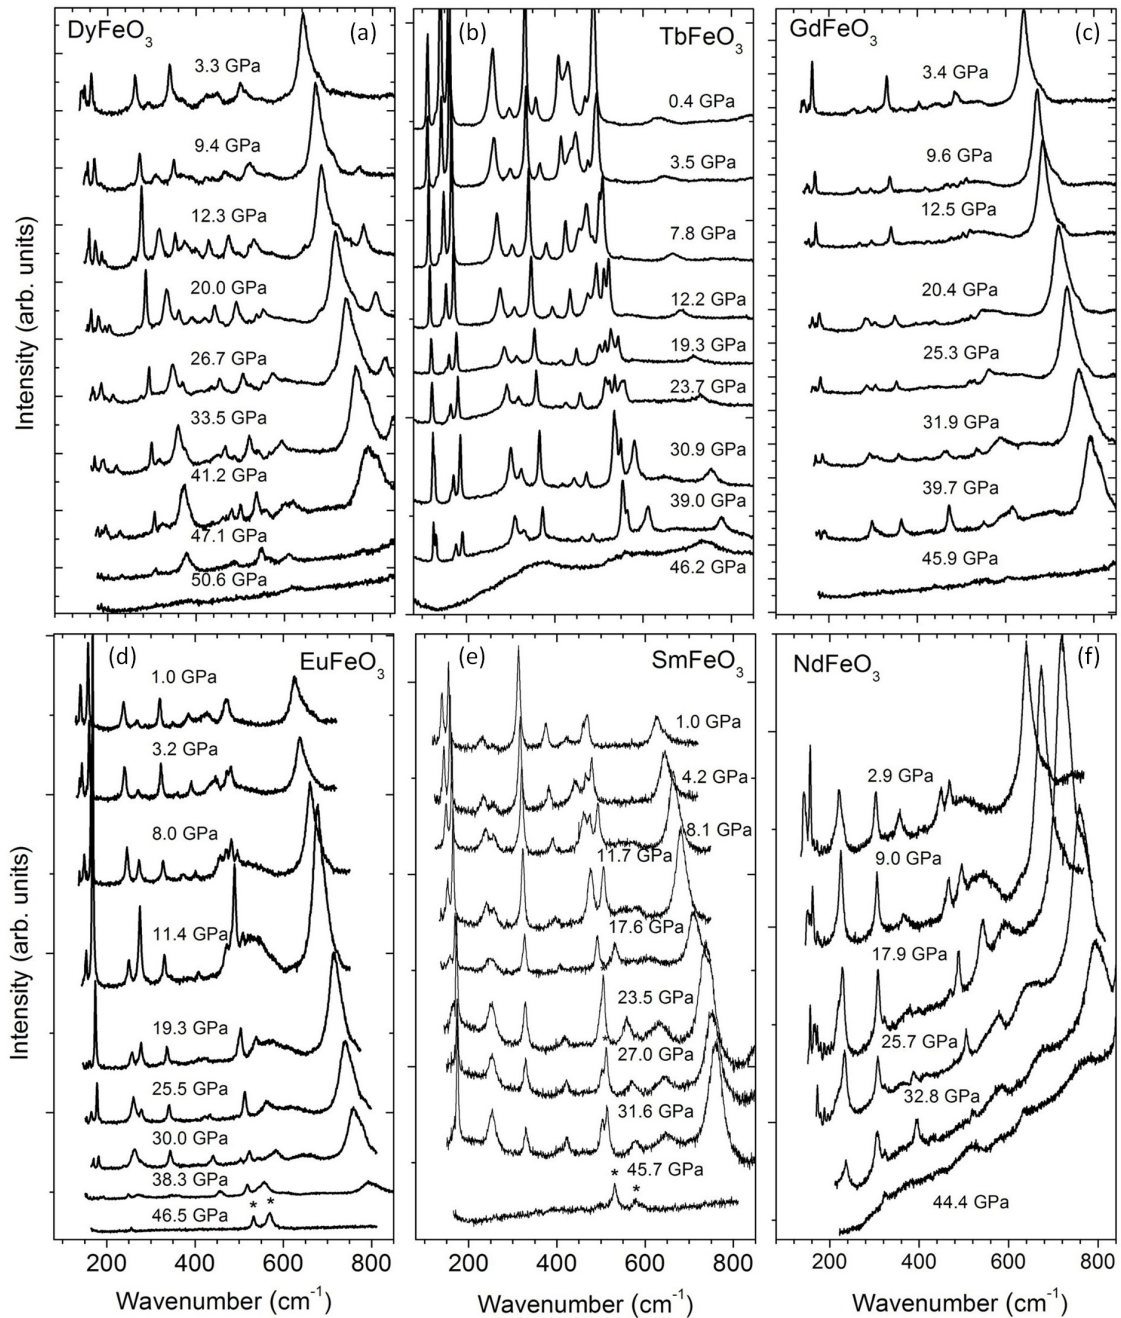 DyFeO3 (a)
3.3 GPa
9.4 GPa
12.3 GPa
20.0 GPa
26.7 GPa
33.5 GPa
41.2 GPa
47.1 GPa
50.6 GPa
(b) TbFeO3
0.4 GPa
3.5 GPa
7.8 GPa
12.2 GPa
19.3 GPa
23.7 GPa
30.9 GPa
39.0 GPa
46.2 GPa
GdFeO3 (c)
3.4 GPa
9.6 GPa
12.5 GPa
20.4 GPa
25.3 GPa
31.9 GPa
39.7 GPa
45.9 GPa
Intensity (arb. units)
(d) EuFeO3
1.0 GPa
3.2 GPa
8.0 GPa
11.4 GPa
19.3 GPa
25.5 GPa
30.0 GPa
38.3 GPa
46.5 GPa * *
(e) SmFeO3
1.0 GPa
4.2 GPa
8.1 GPa
11.7 GPa
17.6 GPa
23.5 GPa
27.0 GPa
31.6 GPa
45.7 GPa
* *
NdFeO3 (f)
2.9 GPa
9.0 GPa
17.9 GPa
25.7 GPa
32.8 GPa
44.4 GPa
Intensity (arb. units)
200 400 600 800
200 400 600 800
200 400 600 800
Wavenumber (cm-1)
Wavenumber (cm-1)
Wavenumber (cm-1)